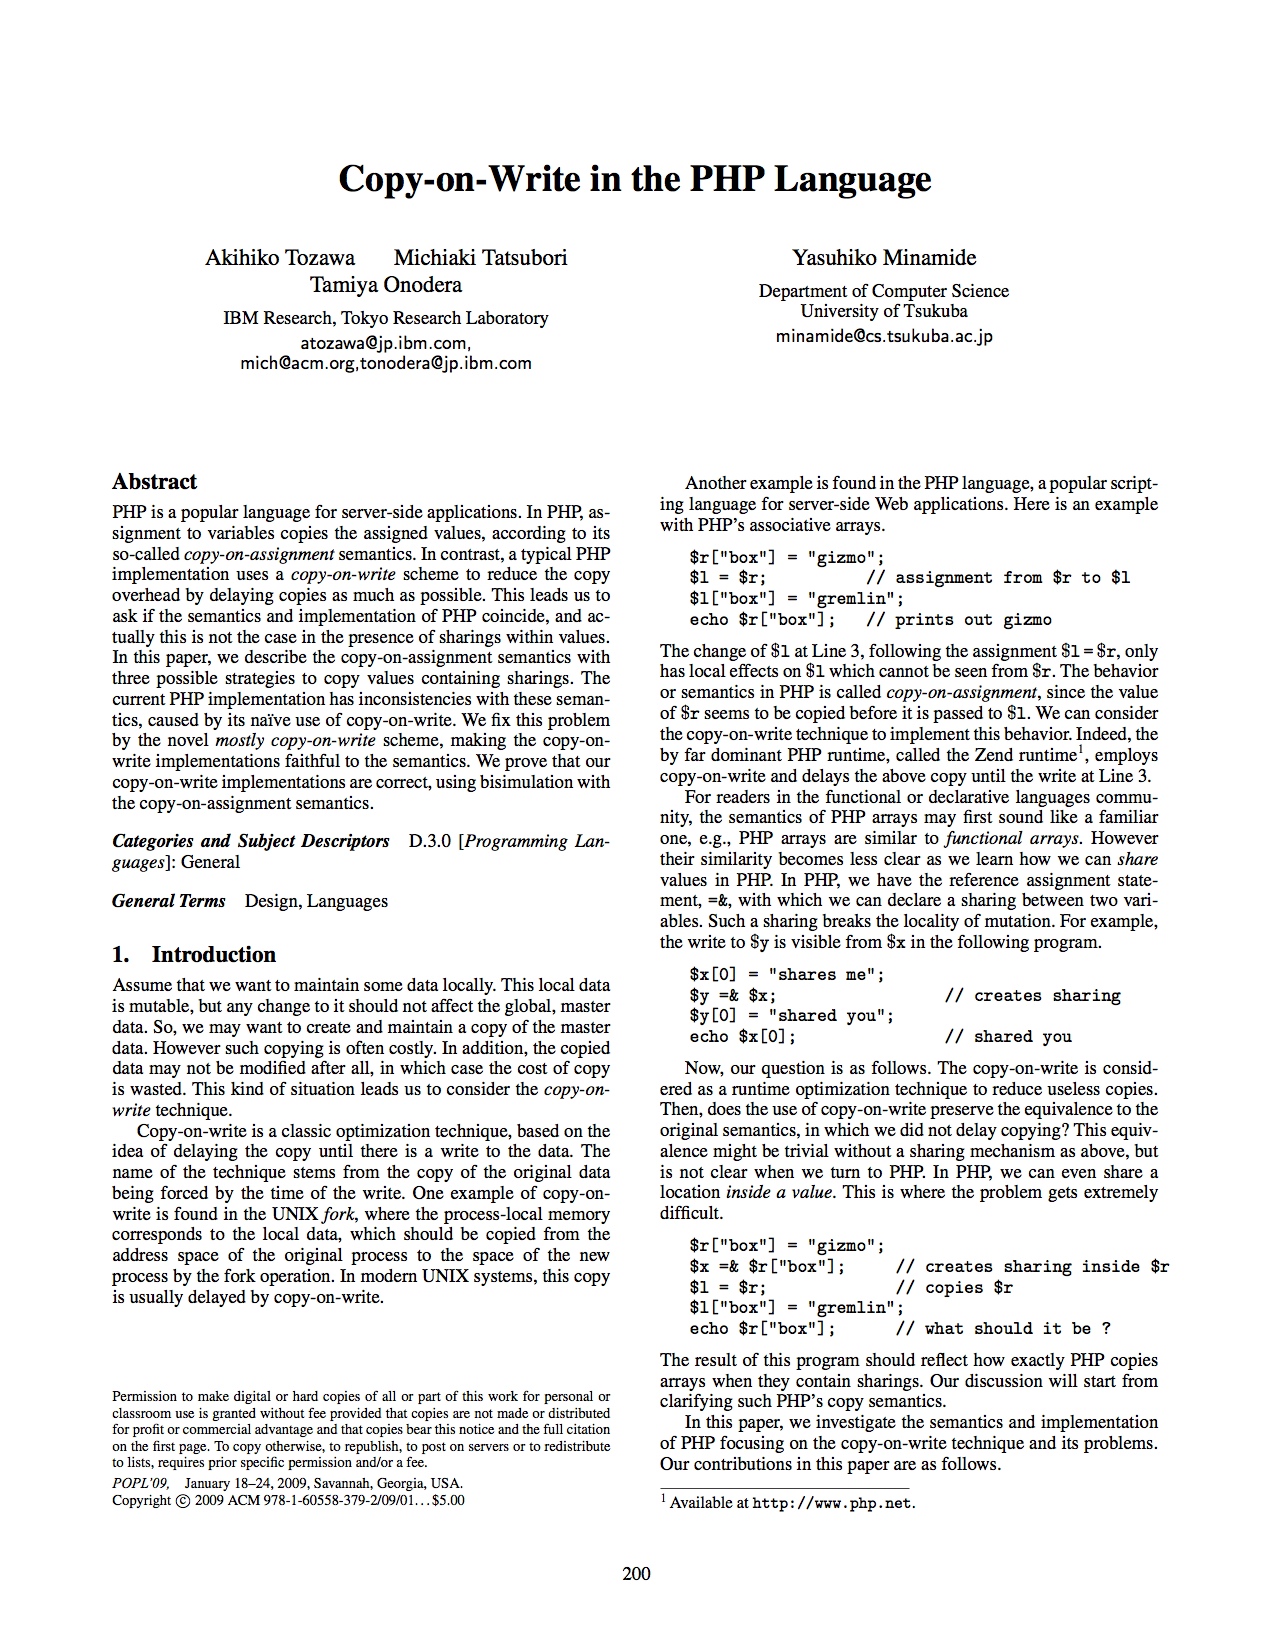 Copy-on-Write in the PHP Language
Akihiko Tozawa Michiaki Tatsubori
Tamiya Onodera
IBM Research, Tokyo Research Laboratory
atozawa@jp.ibm.com,
mich@acm.org,tonodera@jp.ibm.com
Yasuhiko Minamide
Department of Computer Science
University of Tsukuba
minamide@cs.tsukuba.ac.jp
Abstract
PHP is a popular language for server-side applications. In PHP, as-
signment to variables copies the assigned values, according to its
so-called copy-on-assignment semantics. In contrast, a typical PHP
implementation uses a copy-on-write scheme to reduce the copy
overhead by delaying copies as much as possible. This leads us to
ask if the semantics and implementation of PHP coincide, and ac-
tually this is not the case in the presence of sharings within values.
In this paper, we describe the copy-on-assignment semantics with
three possible strategies to copy values containing sharings. The
current PHP implementation has inconsistencies with these seman-
tics, caused by its naïve use of copy-on-write. We fix this problem
by the novel mostly copy-on-write scheme, making the copy-on-
write implementations faithful to the semantics. We prove that our
copy-on-write implementations are correct, using bisimulation with
the copy-on-assignment semantics.
Categories and Subject Descriptors D.3.0 [Programming Lan-
guages]: General
General Terms Design, Languages
1. Introduction
Assume that we want to maintain some data locally. This local data
is mutable, but any change to it should not affect the global, master
data. So, we may want to create and maintain a copy of the master
data. However such copying is often costly. In addition, the copied
data may not be modified after all, in which case the cost of copy
is wasted. This kind of situation leads us to consider the copy-on-
write technique.
Copy-on-write is a classic optimization technique, based on the
idea of delaying the copy until there is a write to the data. The
name of the technique stems from the copy of the original data
being forced by the time of the write. One example of copy-on-
write is found in the UNIX fork, where the process-local memory
corresponds to the local data, which should be copied from the
address space of the original process to the space of the new
process by the fork operation. In modern UNIX systems, this copy
is usually delayed by copy-on-write.
Permission to make digital or hard copies of all or part of this work for personal or
classroom use is granted without fee provided that copies are not made or distributed
for profit or commercial advantage and that copies bear this notice and the full citation
on the first page. To copy otherwise, to republish, to post on servers or to redistribute
to lists, requires prior specific permission and/or a fee.
POPL'09, January 18–24, 2009, Savannah, Georgia, USA.
Copyright © 2009 ACM 978-1-60558-379-2/09/01...$5.00
Another example is found in the PHP language, a popular script-
ing language for server-side Web applications. Here is an example
with PHP's associative arrays.
$r["box"] = "gizmo";
$l = $r; // assignment from $r to $l
$l["box"] = "gremlin";
echo $r["box"]; // prints out gizmo
The change of $l at Line 3, following the assignment $l = $r, only
has local effects on $l which cannot be seen from $r. The behavior
or semantics in PHP is called copy-on-assignment, since the value
of $r seems to be copied before it is passed to $l. We can consider
the copy-on-write technique to implement this behavior. Indeed, the
by far dominant PHP runtime, called the Zend runtime1, employs
copy-on-write and delays the above copy until the write at Line 3.
For readers in the functional or declarative languages commu-
nity, the semantics of PHP arrays may first sound like a familiar
one, e.g., PHP arrays are similar to functional arrays. However
their similarity becomes less clear as we learn how we can share
values in PHP. In PHP, we have the reference assignment state-
ment, =&, with which we can declare a sharing between two vari-
ables. Such a sharing breaks the locality of mutation. For example,
the write to $y is visible from $x in the following program.
$x[0] = "shares me";
$y =& $x; // creates sharing
$y[0] = "shared you";
echo $x[0]; // shared you
Now, our question is as follows. The copy-on-write is consid-
ered as a runtime optimization technique to reduce useless copies.
Then, does the use of copy-on-write preserve the equivalence to the
original semantics, in which we did not delay copying? This equiv-
alence might be trivial without a sharing mechanism as above, but
is not clear when we turn to PHP. In PHP, we can even share a
location inside a value. This is where the problem gets extremely
difficult.
$r["box"] = "gizmo";
$x =& $r["box"]; // creates sharing inside $r
$l = $r; // copies $r
$l["box"] = "gremlin";
echo $r["box"]; // what should it be ?
The result of this program should reflect how exactly PHP copies
arrays when they contain sharings. Our discussion will start from
clarifying such PHP's copy semantics.
In this paper, we investigate the semantics and implementation
of PHP focusing on the copy-on-write technique and its problems.
Our contributions in this paper are as follows.
1 Available at http://www.php.net.
200